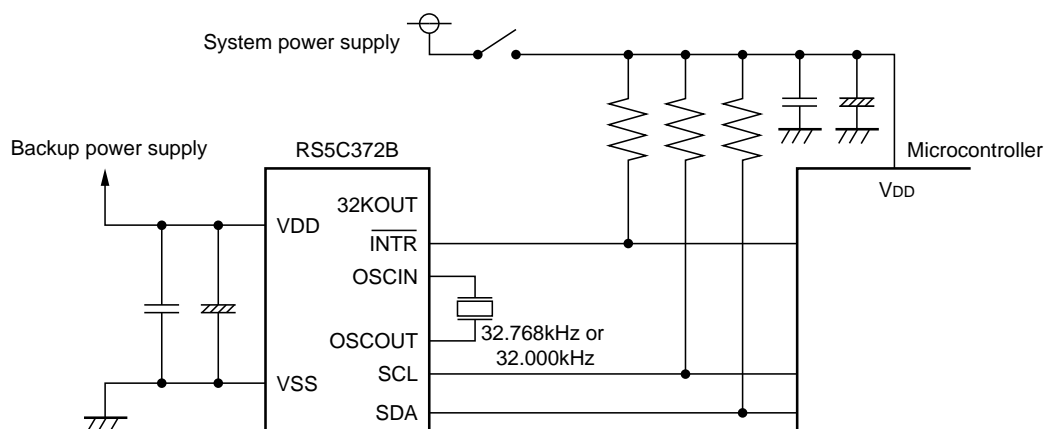 System power supply
Backup power supply
RS5C372B
Microcontroller
VDD
32KOUT
VDD
INTR
OSCIN
32.768kHz or
32.000kHz
OSCOUT
VSS
SCL
SDA